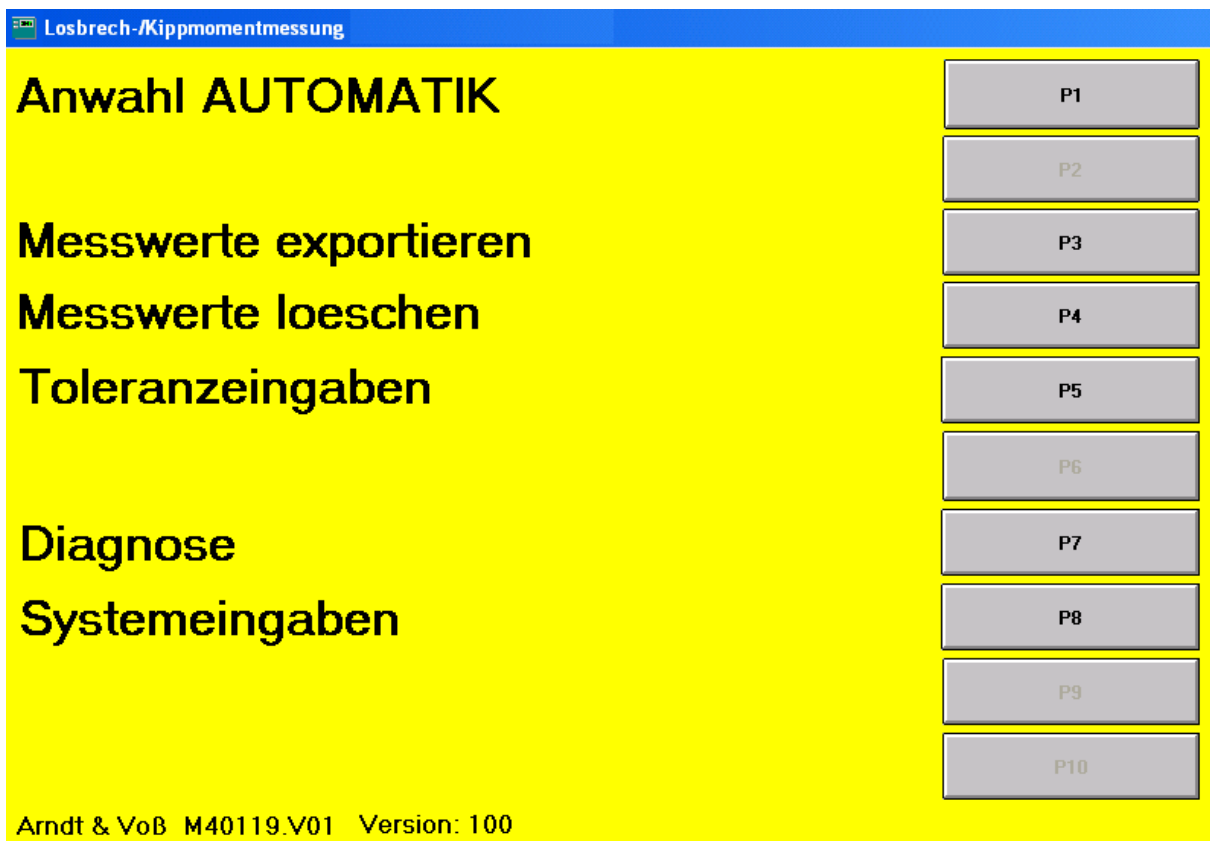 Losbrech-/Kippmomentmessung
Anwahl AUTOMATIK P1
P2
Messwerte exportieren P3
Messwerte loeschen P4
Toleranzeingaben P5
P6
Diagnose P7
Systemeingaben P8
P9
P10
Arndt & Voß M40119.V01 Version: 100